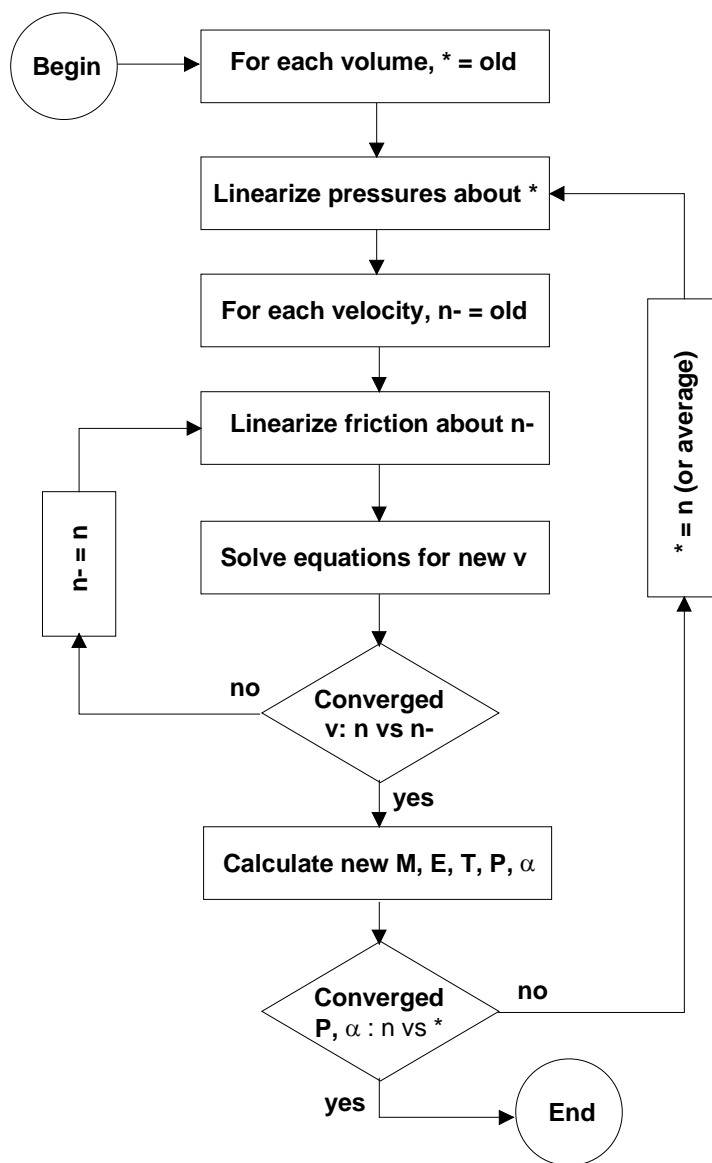 Begin
For each volume, * = old
Linearize pressures about *
For each velocity, n- = old
Linearize friction about n-
n- = n
* = n (or average)
Solve equations for new v
no
Converged
v: n vs n-
yes
Calculate new M, E, T, P, α
Converged
P, α : n vs *
no
yes
End